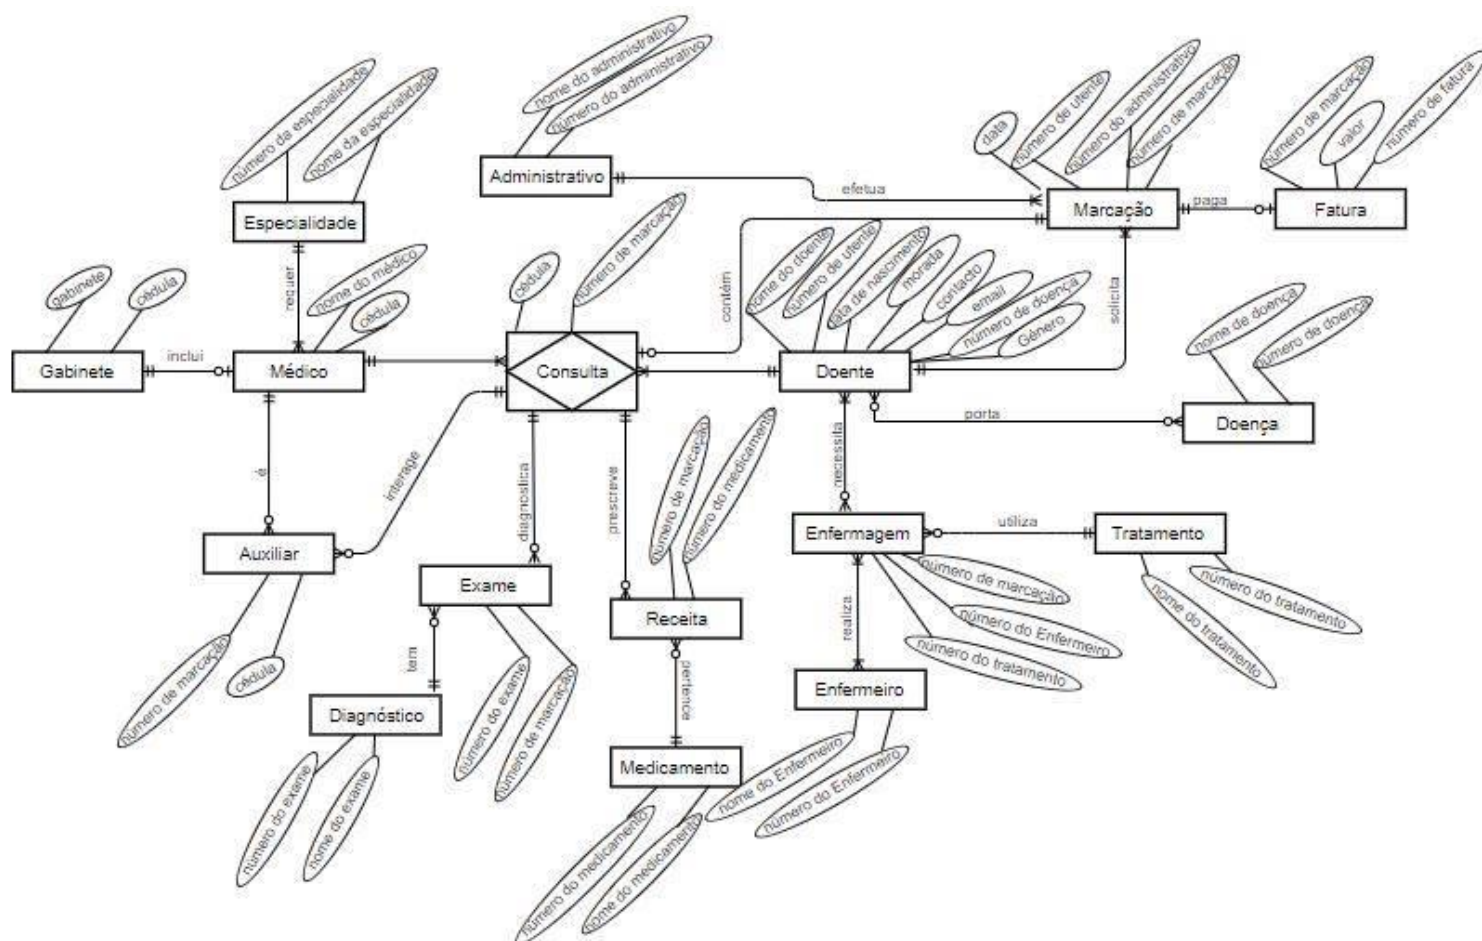 nome do administrativo
número do administrativo
Administrativo
número da especialidade
nome da especialidade
Especialidade
data
número de utente
número do administrativo
número de marcação
Marcação
efetua
paga
número de marcação
valor
número de fatura
Fatura
requer
nome do médico
cédula
gabinete
cédula
Gabinete
inclui
Médico
cédula
número de marcação
Consulta
contém
nome do doente
número de utente
ata de nascimento
morada
contacto
email
número de doença
Género
Doente
solicita
nome de doença
número de doença
Doença
porta
é
interage
diagnostica
prescreve
necessita
Auxiliar
número de marcação
cédula
Exame
número do exame
número de marcação
tem
Diagnóstico
número do exame
nome do exame
número de marcação
número do medicamento
Receita
pertence
Medicamento
número do medicamento
nome do medicamento
Enfermagem
utiliza
Tratamento
número de marcação
número do Enfermeiro
número do tratamento
nome do tratamento
número do tratamento
realiza
Enfermeiro
nome do Enfermeiro
número do Enfermeiro